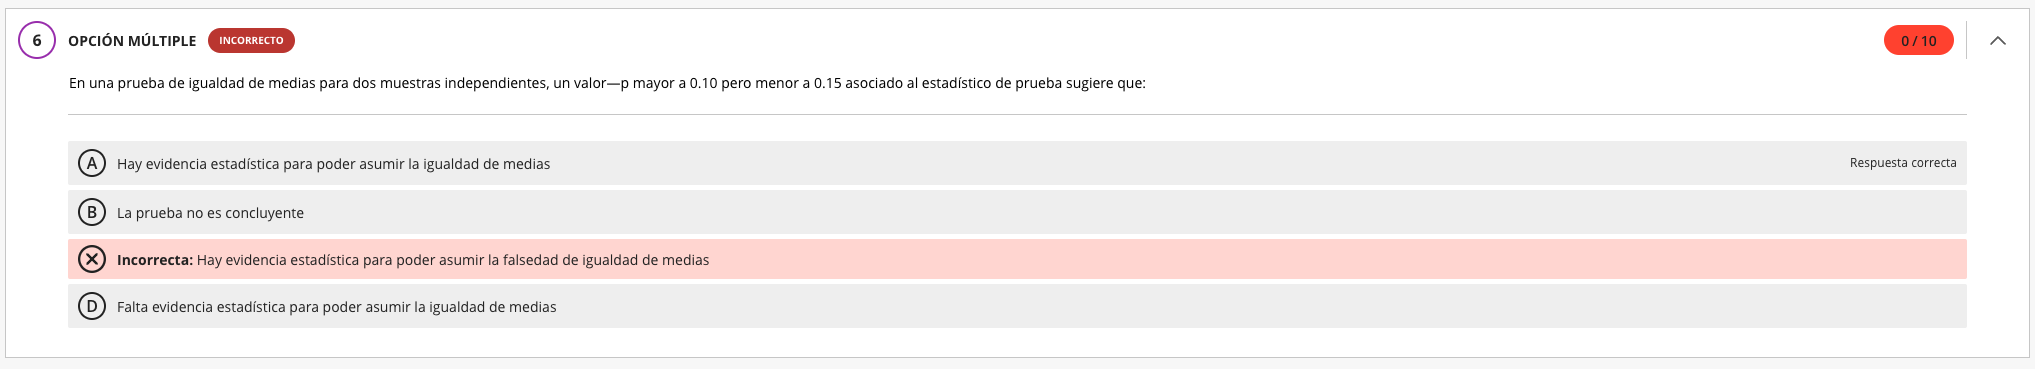 6 OPCIÓN MÚLTIPLE INCORRECTO 0 / 10
En una prueba de igualdad de medias para dos muestras independientes, un valor—p mayor a 0.10 pero menor a 0.15 asociado al estadístico de prueba sugiere que:
A Hay evidencia estadística para poder asumir la igualdad de medias Respuesta correcta
B La prueba no es concluyente
Incorrecta: Hay evidencia estadística para poder asumir la falsedad de igualdad de medias
D Falta evidencia estadística para poder asumir la igualdad de medias